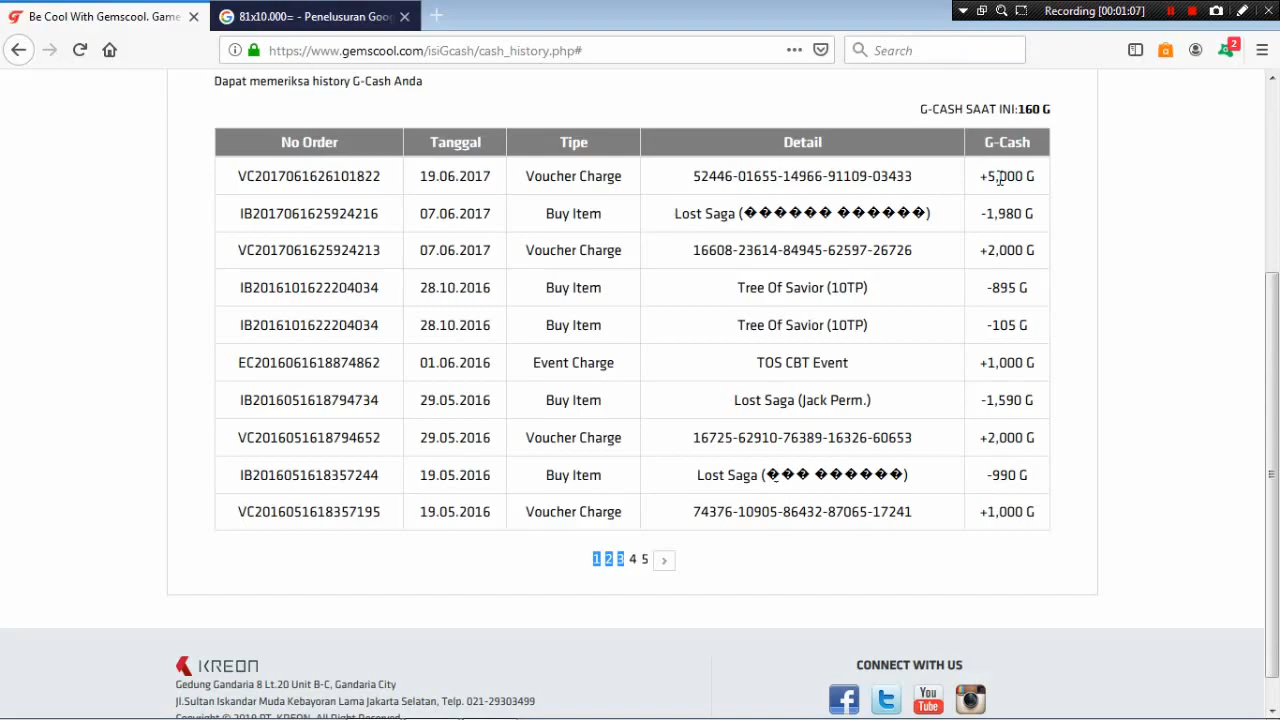 Be Cool With Gemscool. Game
81x10.000= - Penelusuran Goo
Recording [00:01:07]
https://www.gemscool.com/isiGcash/cash_history.php#
Search
2
Dapat memeriksa history G-Cash Anda
G-CASH SAAT INI:160 G
No Order Tanggal Tipe Detail G-Cash
VC2017061626101822 19.06.2017 Voucher Charge 52446-01655-14966-91109-03433 +5,000 G
IB2017061625924216 07.06.2017 Buy Item Lost Saga (������ ������) -1,980 G
VC2017061625924213 07.06.2017 Voucher Charge 16608-23614-84945-62597-26726 +2,000 G
IB2016101622204034 28.10.2016 Buy Item Tree Of Savior (10TP) -895 G
IB2016101622204034 28.10.2016 Buy Item Tree Of Savior (10TP) -105 G
EC2016061618874862 01.06.2016 Event Charge TOS CBT Event +1,000 G
IB2016051618794734 29.05.2016 Buy Item Lost Saga (Jack Perm.) -1,590 G
VC2016051618794652 29.05.2016 Voucher Charge 16725-62910-76389-16326-60653 +2,000 G
IB2016051618357244 19.05.2016 Buy Item Lost Saga (��� ������) -990 G
VC2016051618357195 19.05.2016 Voucher Charge 74376-10905-86432-87065-17241 +1,000 G
1 2 3 4 5 >
KREON
Gedung Gandaria 8 Lt.20 Unit B-C, Gandaria City
Jl.Sultan Iskandar Muda Kebayoran Lama Jakarta Selatan, Telp. 021-29303499
Copyright © 2019 PT. KREON. All Right Reserved
CONNECT WITH US
You Tube